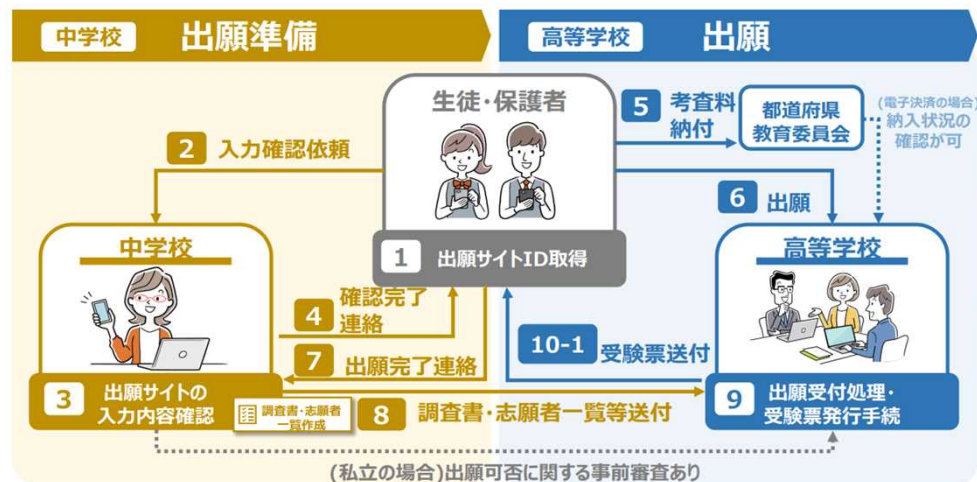 中学校 出願準備
高等学校 出願
生徒・保護者
5 考査料
納付
都道府県
教育委員会
(電子決済の場合)
納入状況の
確認が可
2 入力確認依頼
6 出願
中学校
1 出願サイトID取得
高等学校
4 確認完了
連絡
7 出願完了連絡
10-1 受験票送付
3 出願サイトの
入力内容確認
調査書・志願者
一覧作成
8 調査書・志願者一覧等送付
9 出願受付処理・
受験票発行手続
(私立の場合)出願可否に関する事前審査あり